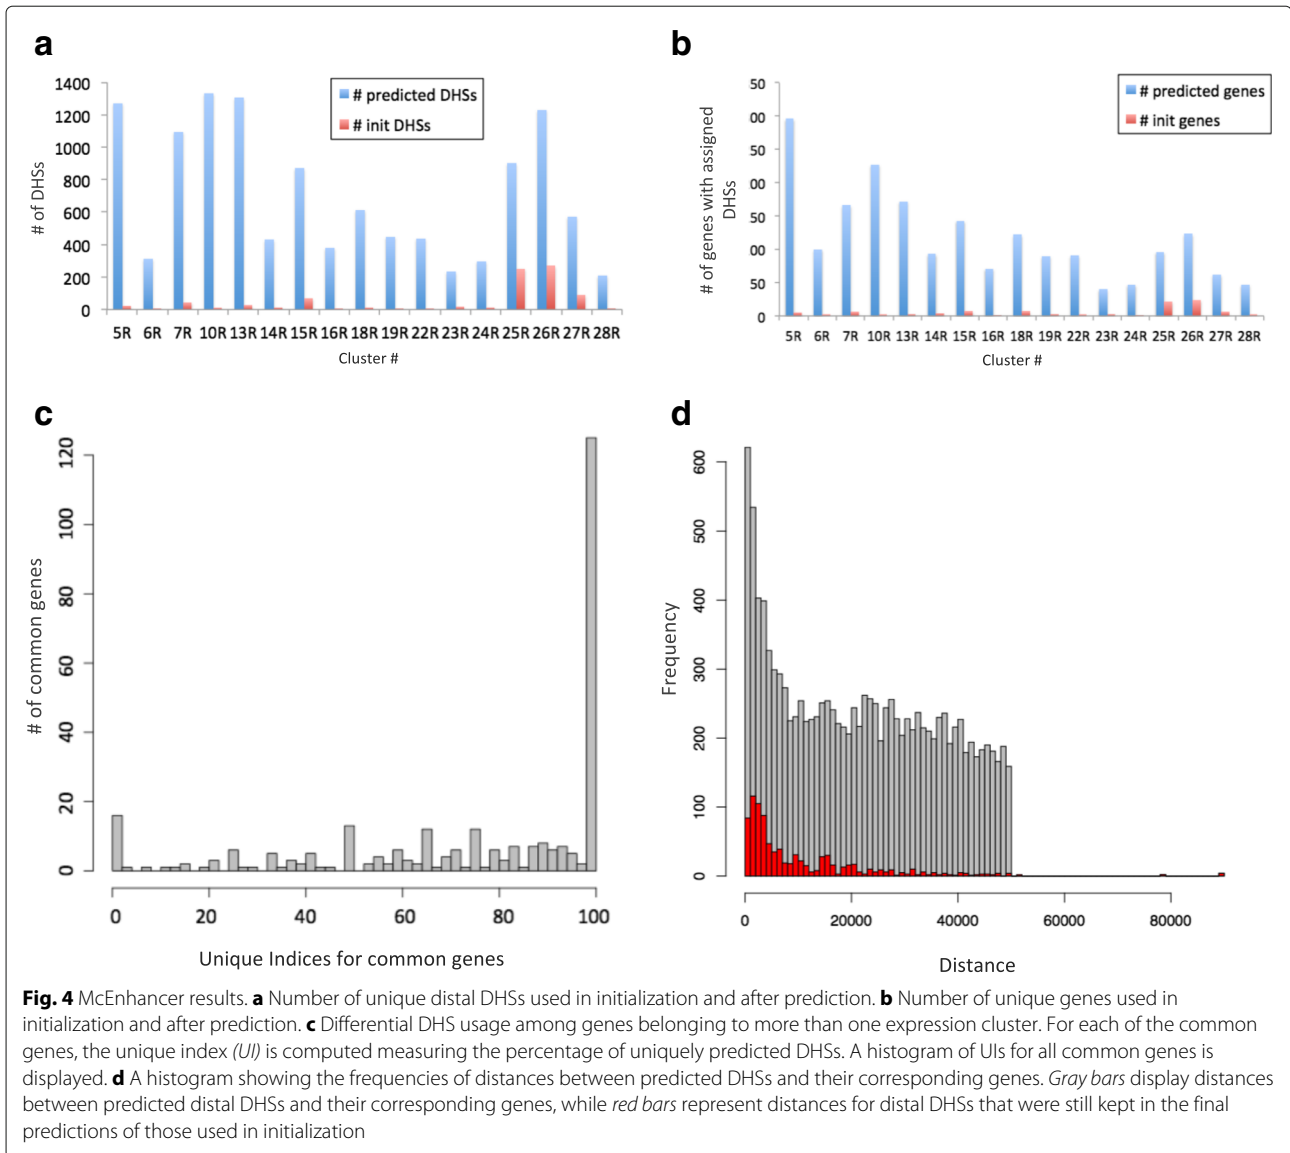 a
1400
1200
1000
800
600
400
200
0
# of DHSs
# predicted DHSs
# init DHSs
5R 6R 7R 10R 13R 14R 15R 16R 18R 19R 22R 23R 24R 25R 26R 27R 28R
Cluster #
b
50
00
50
00
50
00
50
0
# of genes with assigned
DHSs
# predicted genes
# init genes
5R 6R 7R 10R 13R 14R 15R 16R 18R 19R 22R 23R 24R 25R 26R 27R 28R
Cluster #
c
120
100
80
60
40
20
0
# of common genes
0 20 40 60 80 100
Unique Indices for common genes
d
600
500
400
300
200
100
0
Frequency
0 20000 40000 60000 80000
Distance
Fig. 4 McEnhancer results. a Number of unique distal DHSs used in initialization and after prediction. b Number of unique genes used in
initialization and after prediction. c Differential DHS usage among genes belonging to more than one expression cluster. For each of the common
genes, the unique index (UI) is computed measuring the percentage of uniquely predicted DHSs. A histogram of UIs for all common genes is
displayed. d A histogram showing the frequencies of distances between predicted DHSs and their corresponding genes. Gray bars display distances
between predicted distal DHSs and their corresponding genes, while red bars represent distances for distal DHSs that were still kept in the final
predictions of those used in initialization